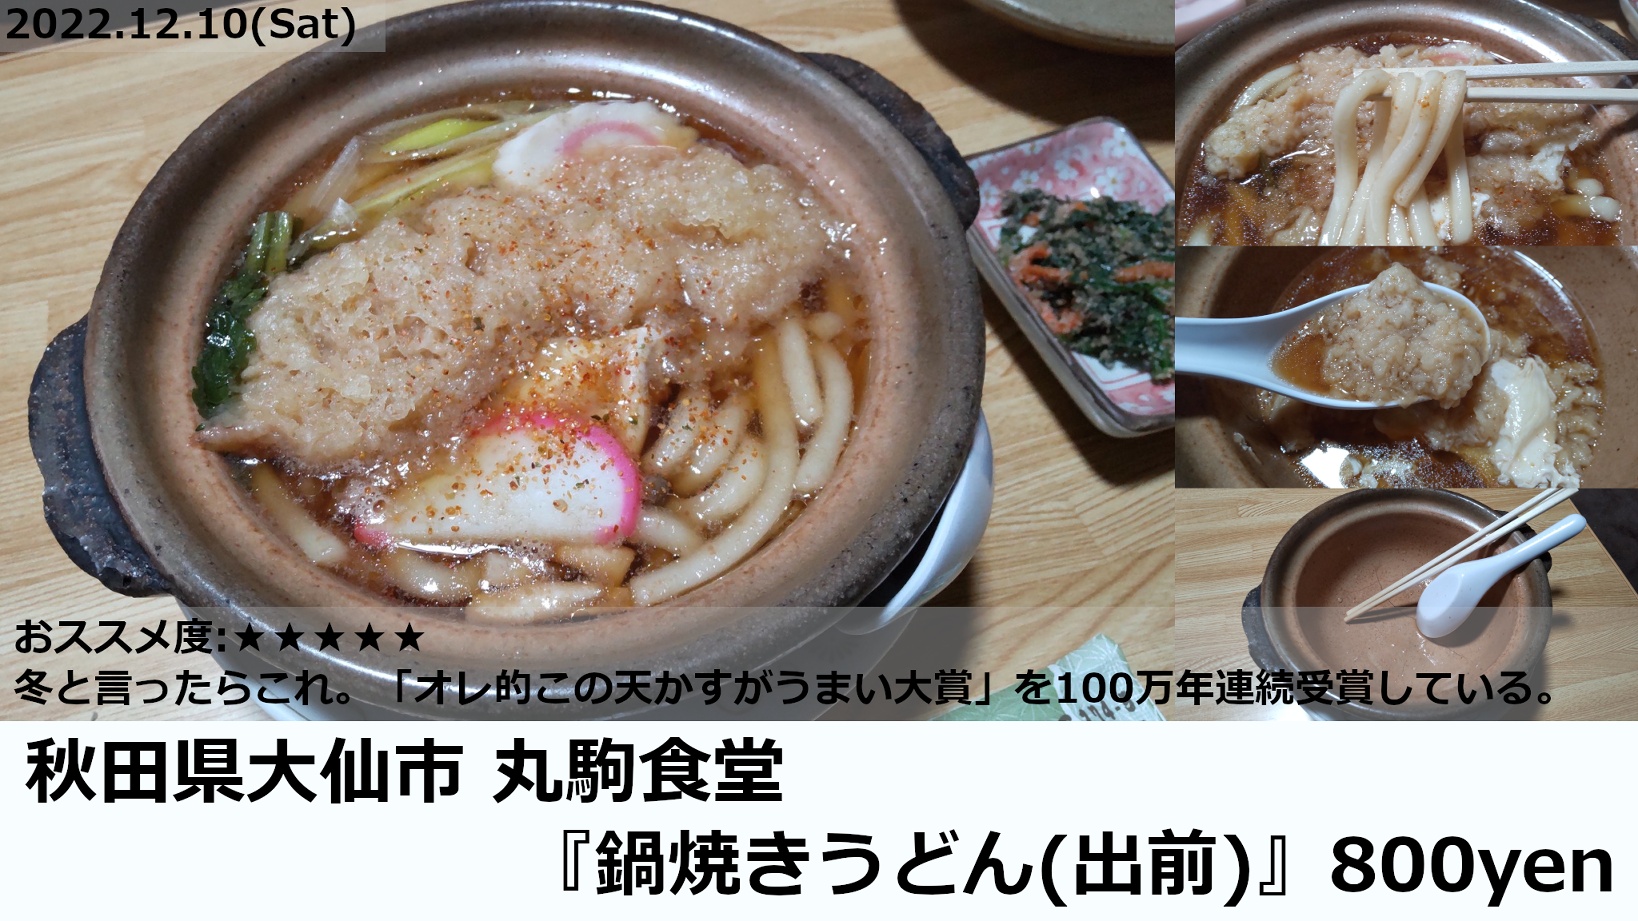 2022.12.10(Sat)
おススメ度:★★★★★
冬と言ったらこれ。「オレ的この天かすがうまい大賞」を100万年連続受賞している。
秋田県大仙市 丸駒食堂
『鍋焼きうどん(出前)』800yen